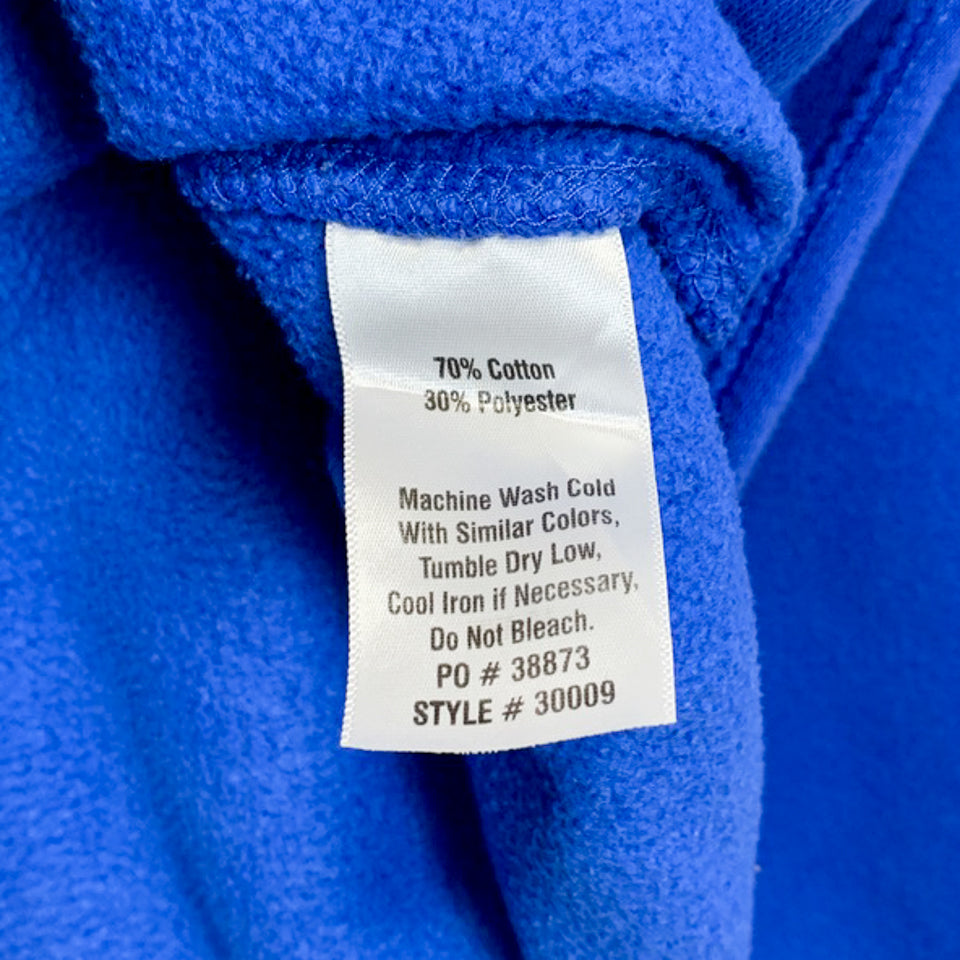 70% Cotton
30% Polyester
Machine Wash Cold
With Similar Colors,
Tumble Dry Low,
Cool Iron if Necessary,
Do Not Bleach.
PO # 38873
STYLE # 30009